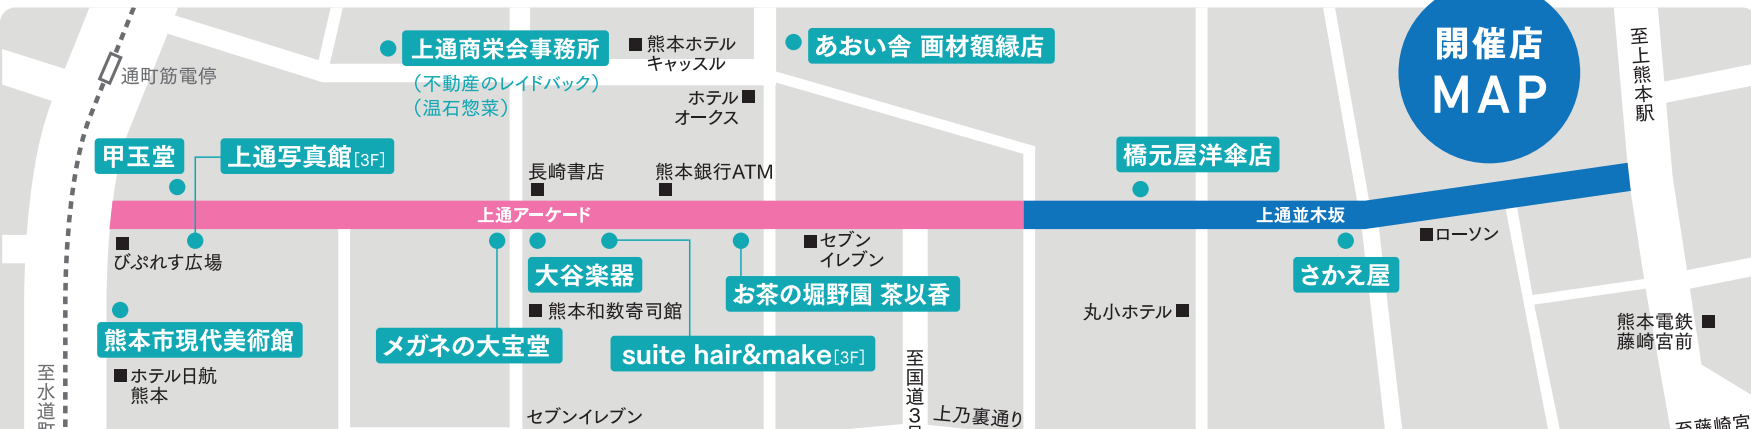 開催店
MAP
至上熊本駅
通町筋電停
上通商栄会事務所
(不動産のレイドバック)
(温石惣菜)
熊本ホテル
キャッスル
ホテル
オークス
あおい舎 画材額縁店
甲玉堂
上通写真館[3F]
長崎書店
熊本銀行ATM
橋元屋洋傘店
上通アーケード
上通並木坂
びぷれす広場
大谷楽器
熊本和数寄司館
セブン
イレブン
お茶の堀野園 茶以香
ローソン
さかえ屋
丸小ホテル
熊本市現代美術館
メガネの大宝堂
suite hair&make[3F]
熊本電鉄
藤崎宮前
ホテル日航
熊本
至水道町
セブンイレブン
至国道3号
上乃裏通り
至藤崎宮